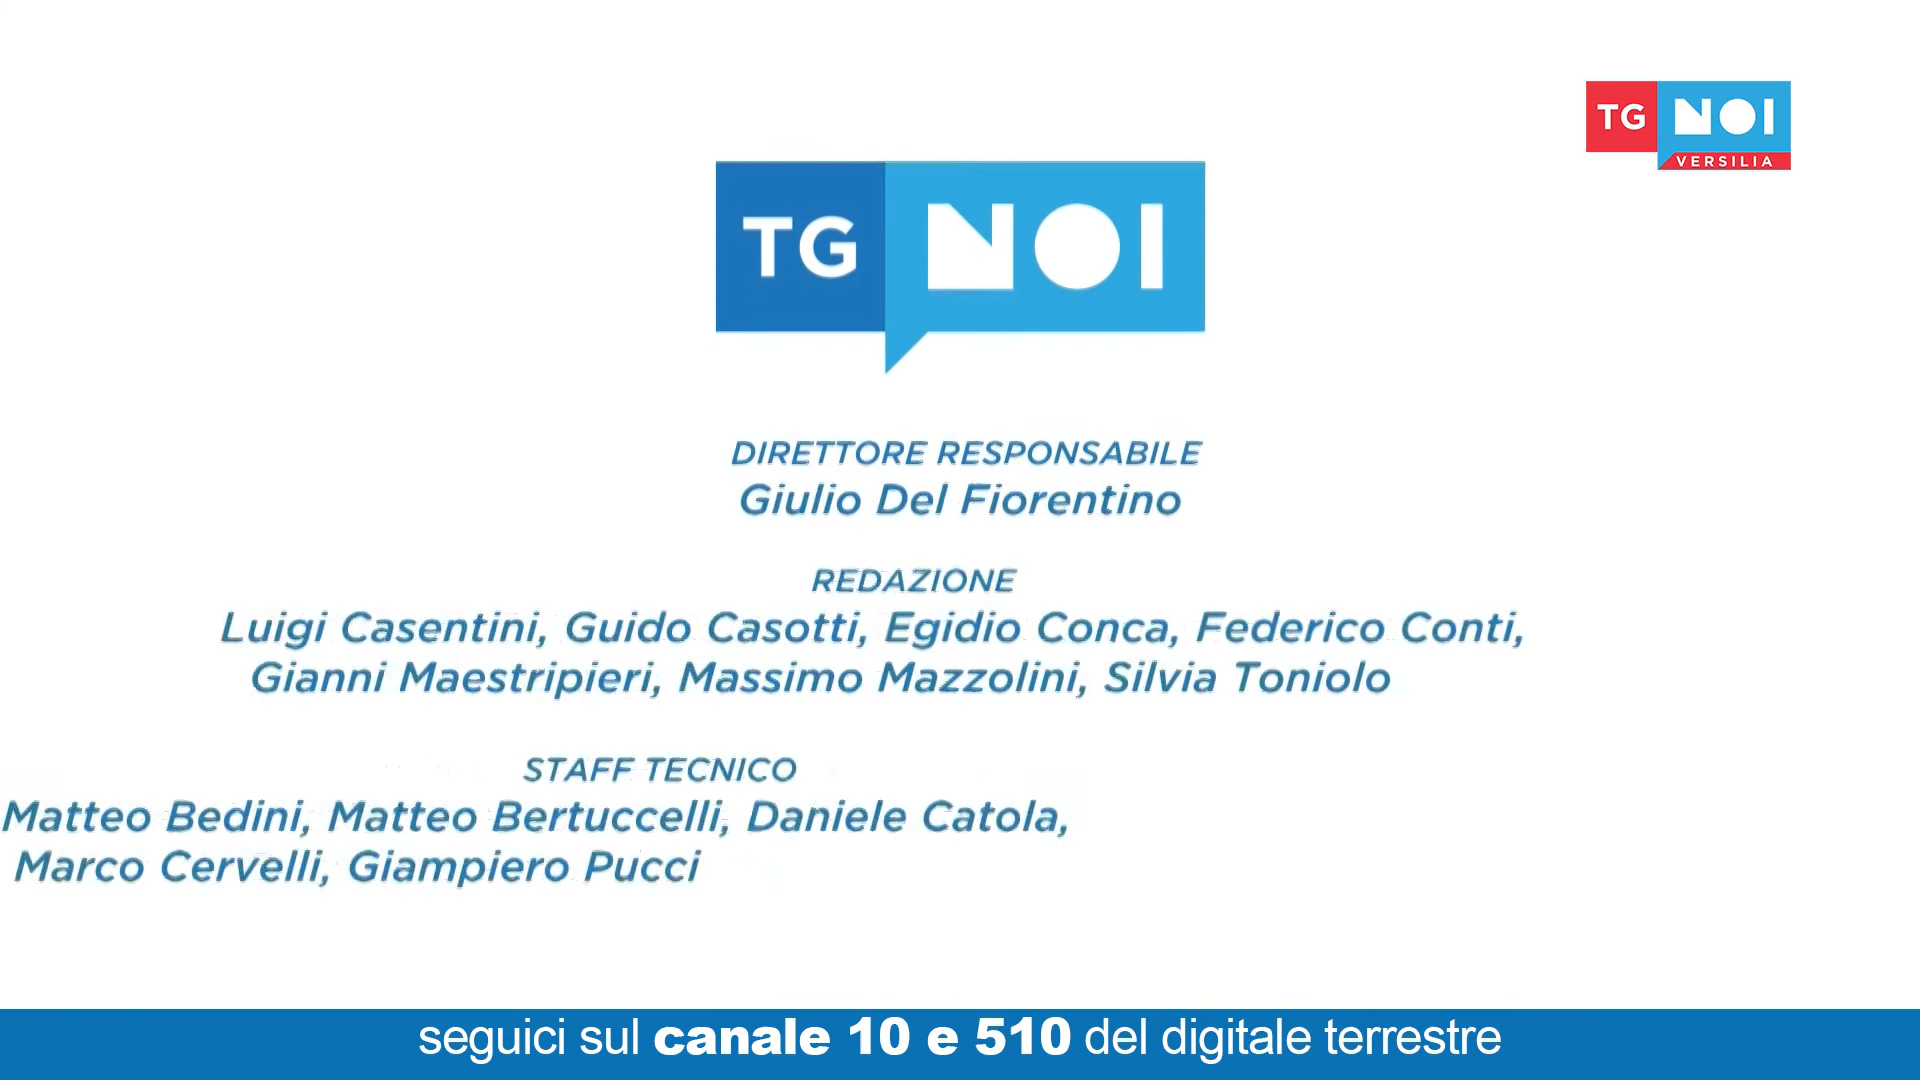 TG NOI
VERSILIA
TG NOI
DIRETTORE RESPONSABILE
Giulio Del Fiorentino
REDAZIONE
Luigi Casentini, Guido Casotti, Egidio Conca, Federico Conti,
Gianni Maestripieri, Massimo Mazzolini, Silvia Toniolo
STAFF TECNICO
Matteo Bedini, Matteo Bertuccelli, Daniele Catola,
Marco Cervelli, Giampiero Pucci
seguici sul canale 10 e 510 del digitale terrestre